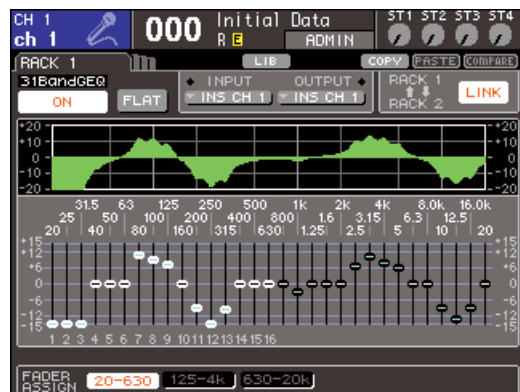 CH 1
ch 1
000
Initial Data
R E
ADMIN
ST1 ST2 ST3 ST4
RACK 1
LIB
COPY
PASTE
COMPARE
31BandGEQ
ON
FLAT
INPUT
INS CH 1
OUTPUT
INS CH 1
RACK 1
RACK 2
LINK
+20
+10
0
-10
-20
+20
+10
0
-10
-20
31.5 63 125 250 500 1k 2k 4k 8.0k 16.0k
25 50 100 200 400 800 1.6 3.15 6.3 12.5
20 40 80 160 315 630 1.25 2.5 5 10 20
+15
+12
+6
0
-6
-12
-15
+15
+12
+6
0
-6
-12
-15
1 2 3 4 5 6 7 8 9 10 11 12 13 14 15 16
FADER
ASSIGN
20-630
125-4k
630-20k